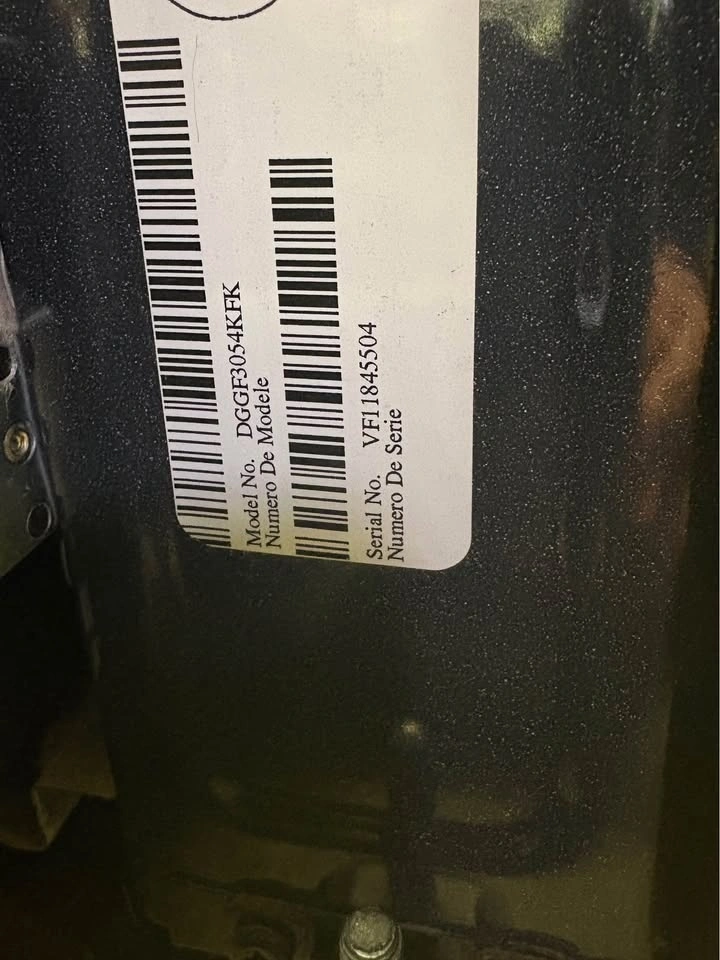 Model No. DGGF3054KFK
Numero De Modele
Serial No. VF11845504
Numero De Serie